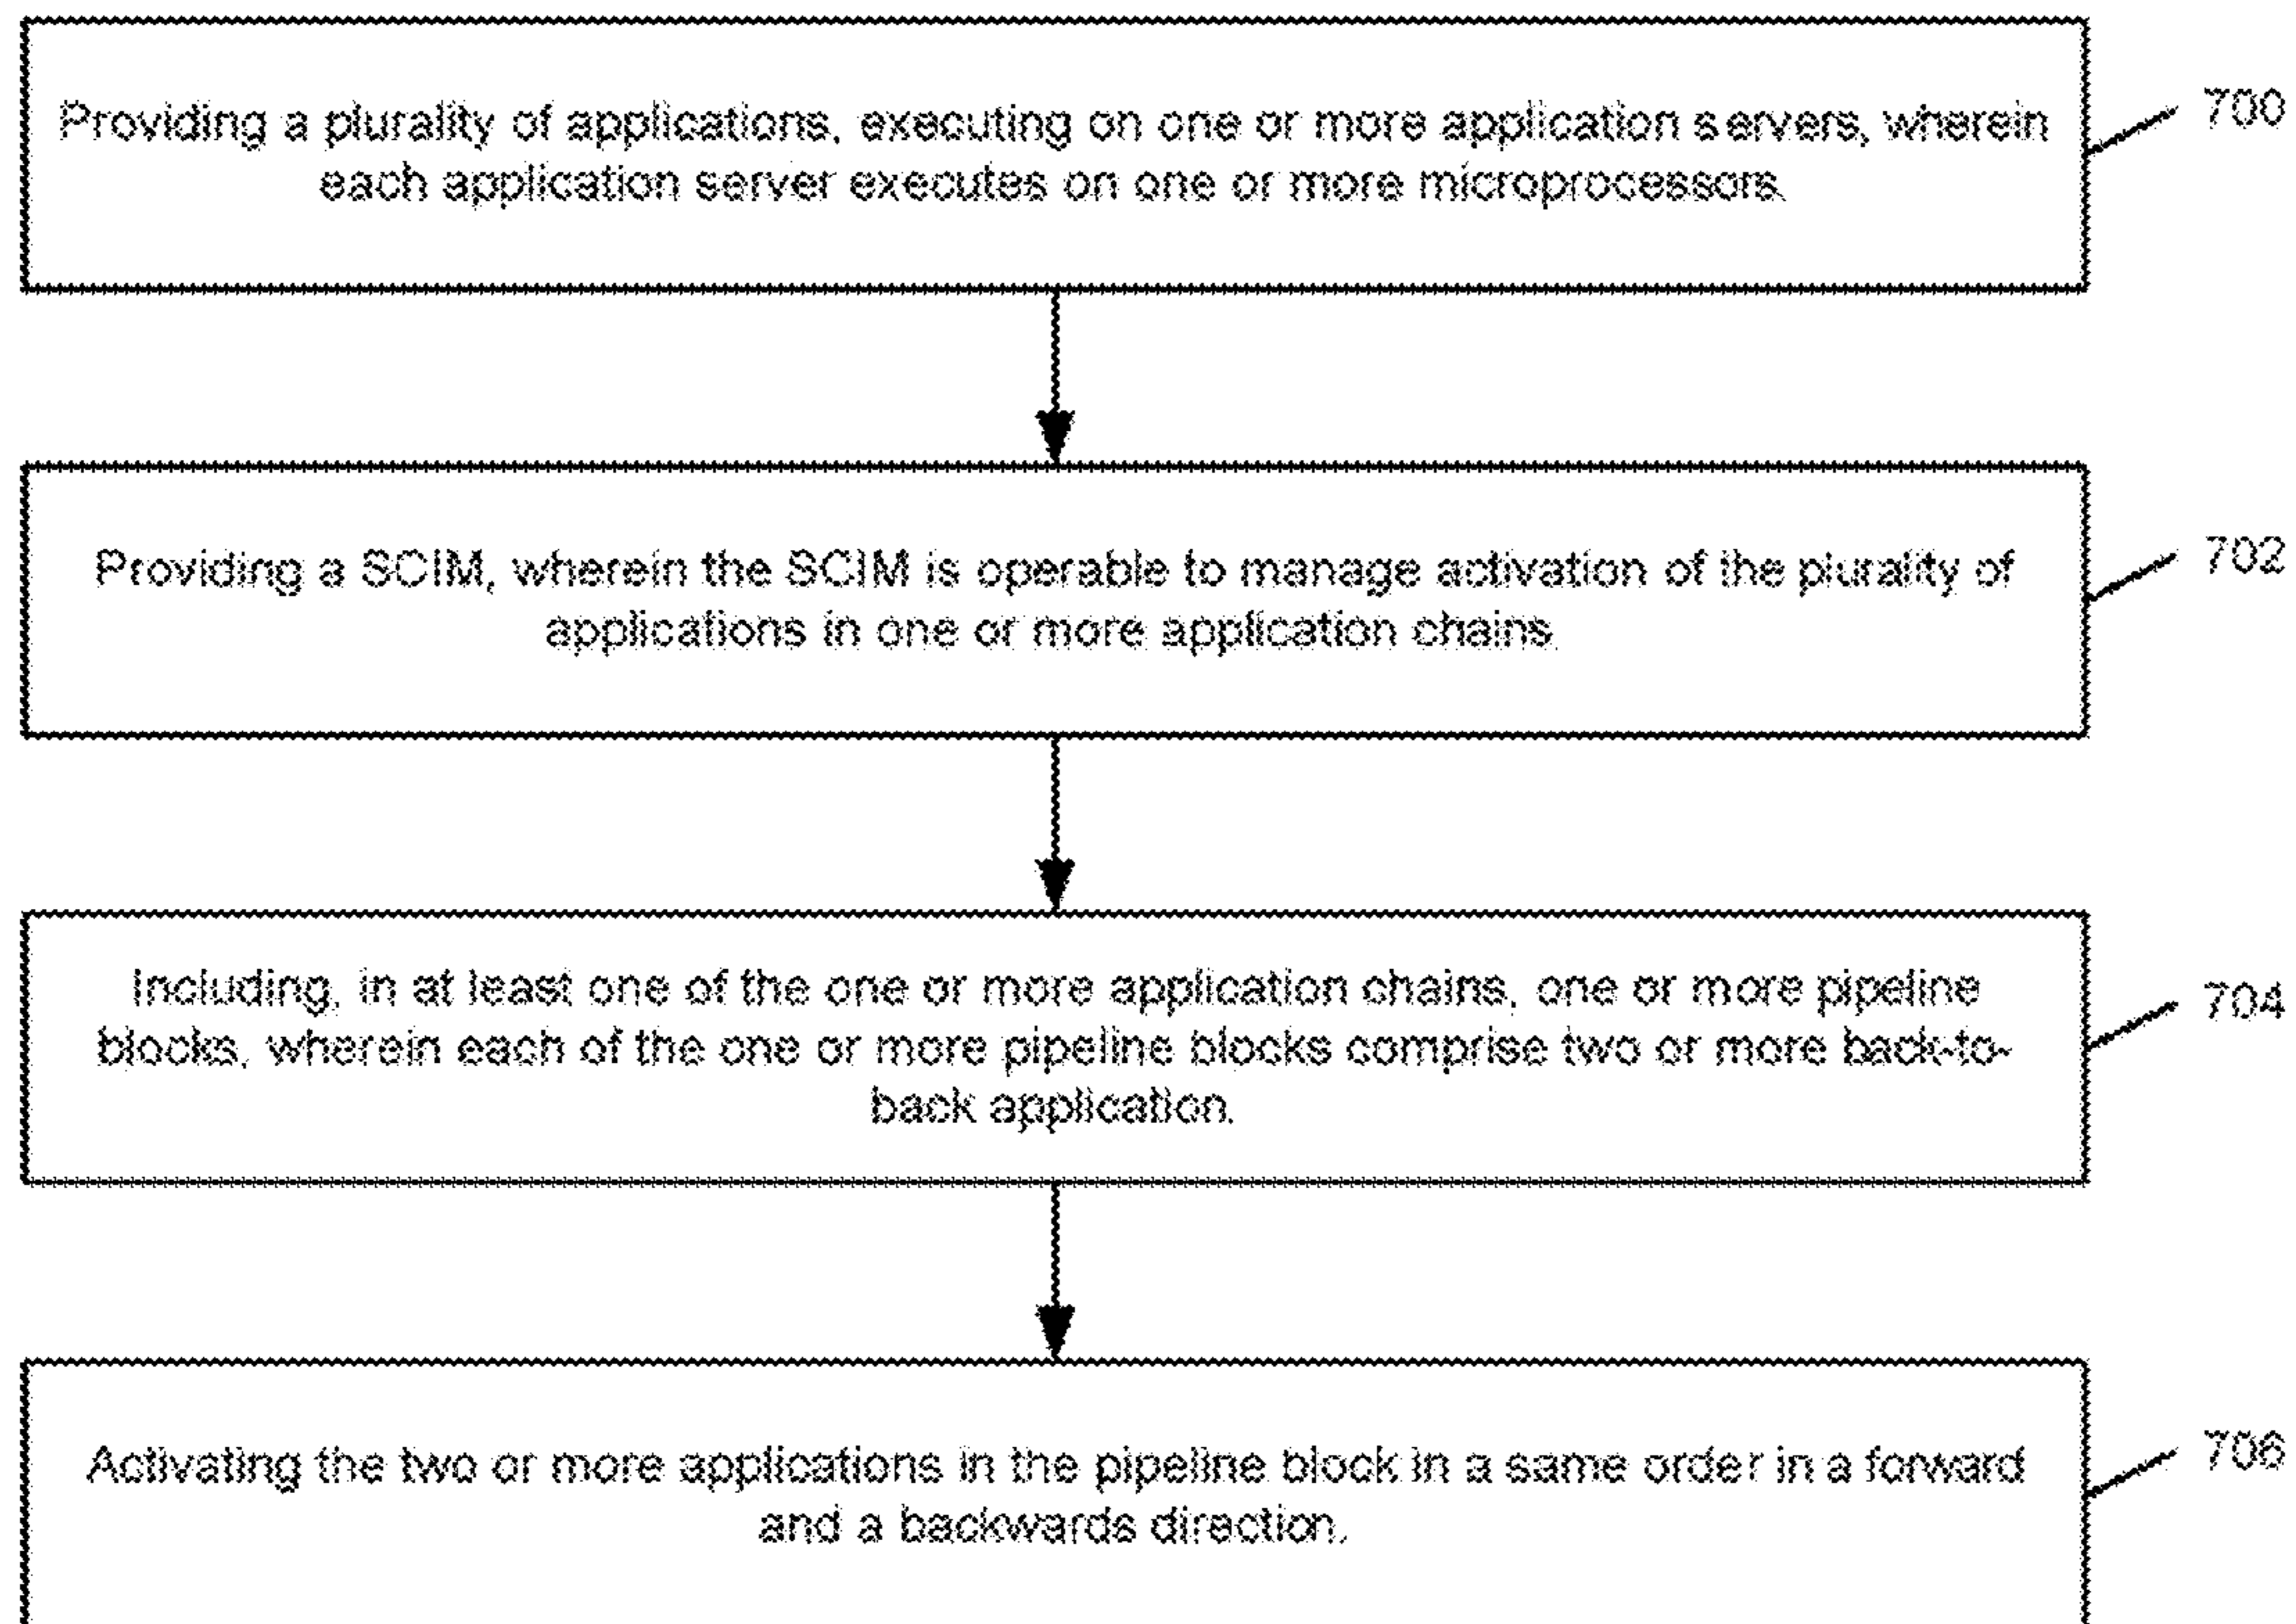 Providing a plurality of applications, executing on one or more application servers, wherein
each application server executes on one or more microprocessors.
700
Providing a SCIM, wherein the SCIM is operable to manage activation of the plurality of
applications in one or more application chains.
702
Including, in at least one of the one or more application chains, one or more pipeline
blocks, wherein each of the one or more pipeline blocks comprise two or more back-to-
back application.
704
Activating the two or more applications in the pipeline block in a same order in a forward
and a backwards direction.
706